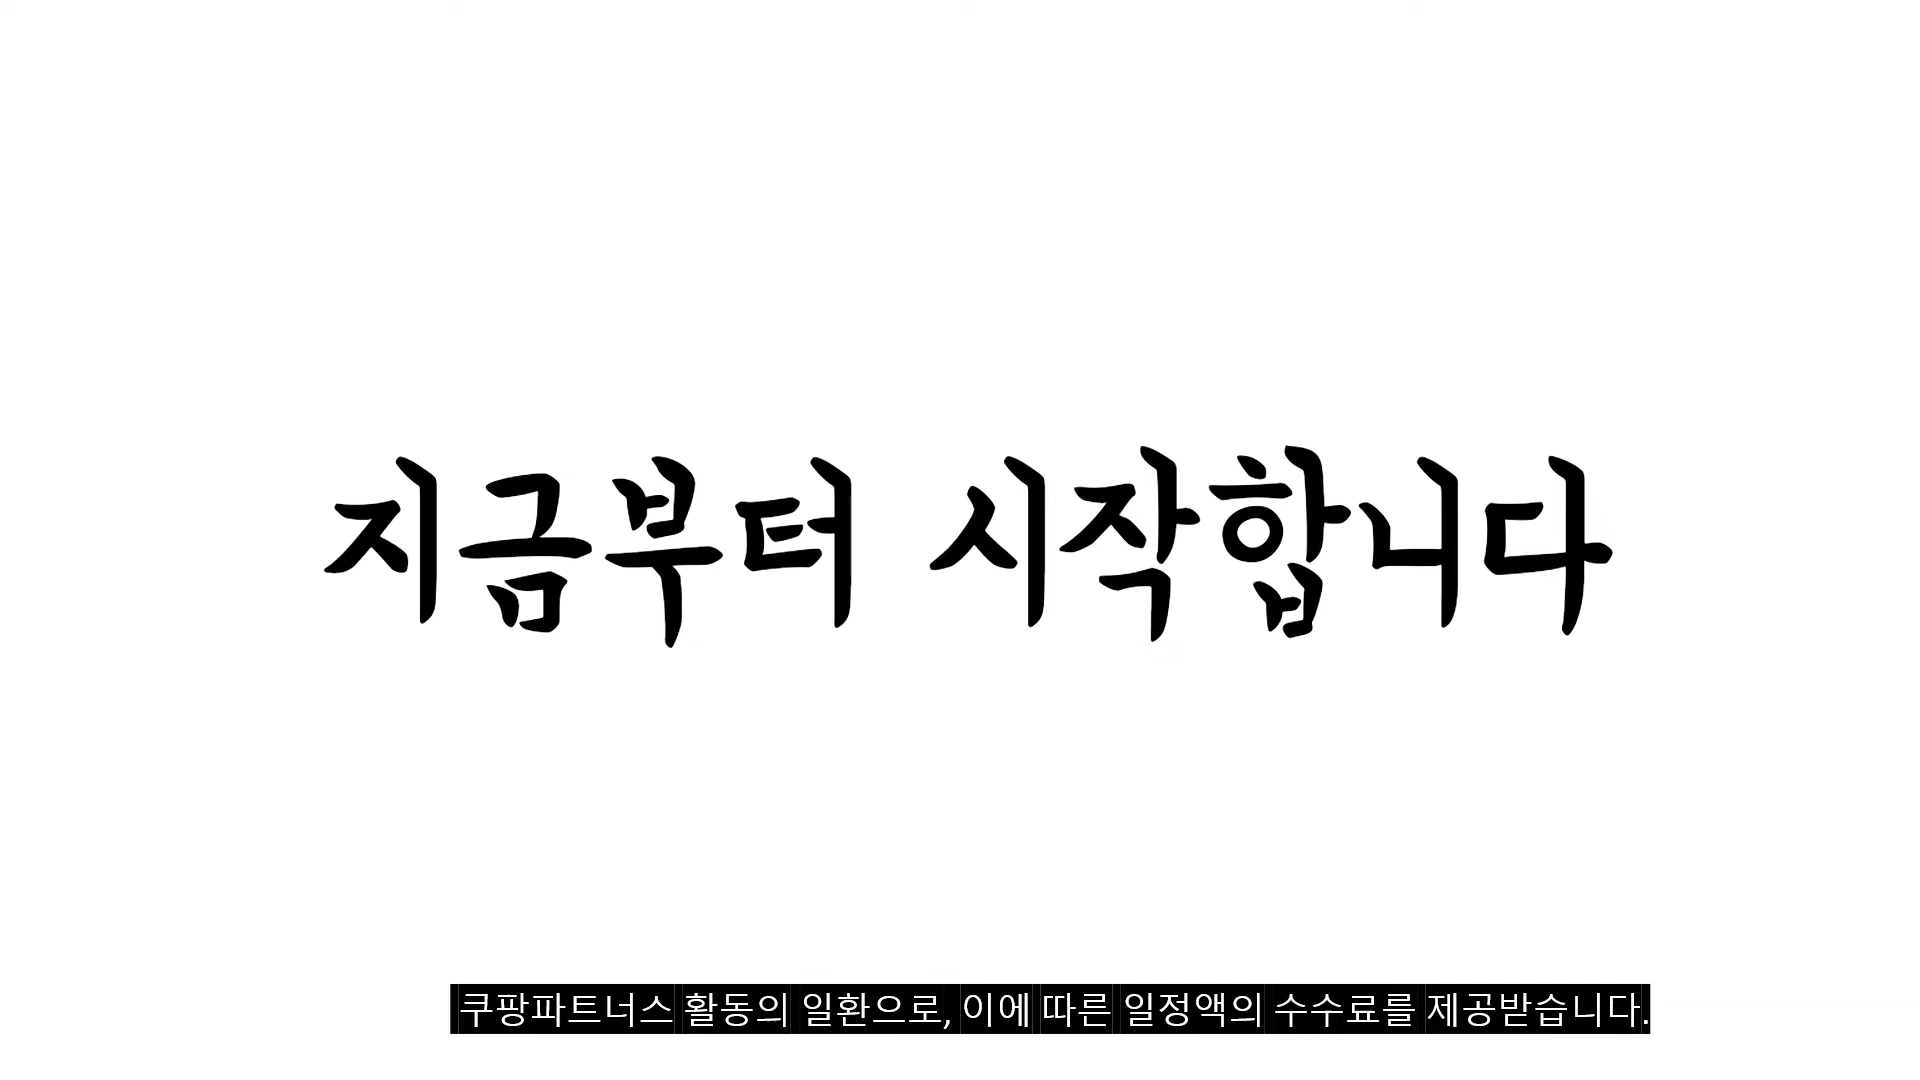 지금부터 시작합니다
쿠팡파트너스 활동의 일환으로, 이에 따른 일정액의 수수료를 제공받습니다.